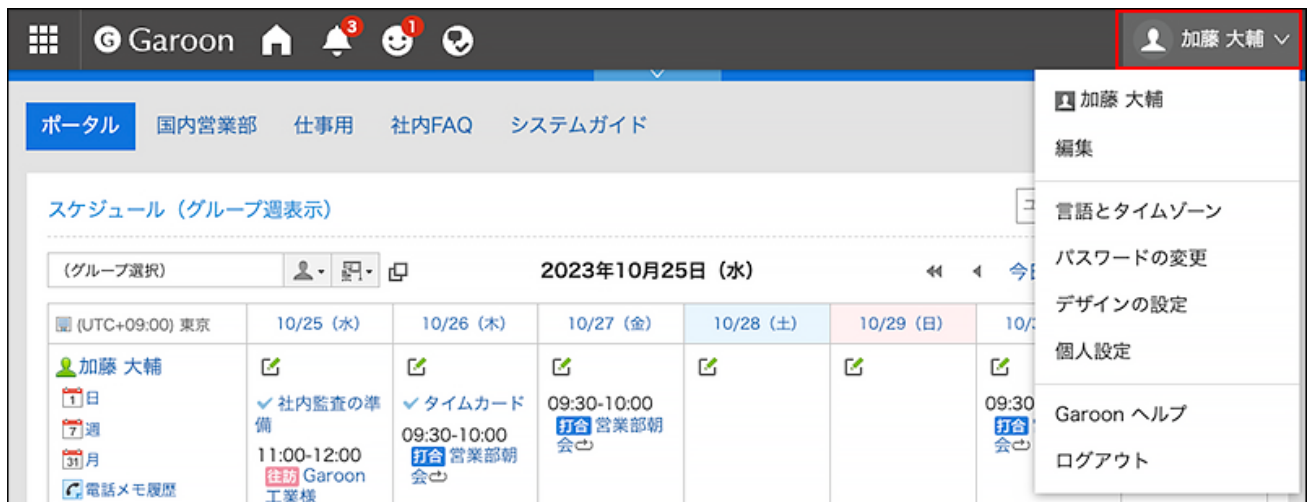 G Garoon 3 1 加藤 大輔
加藤 大輔
編集
言語とタイムゾーン
パスワードの変更
デザインの設定
個人設定
Garoon ヘルプ
ログアウト
ポータル 国内営業部 仕事用 社内FAQ システムガイド
スケジュール（グループ週表示）
(グループ選択) 2023年10月25日（水）
(UTC+09:00) 東京 10/25（水） 10/26（木） 10/27（金） 10/28（土） 10/29（日） 10/
加藤 大輔
1 日
7 週
31 月
電話メモ履歴
社内監査の準
備
11:00-12:00
往訪 Garoon
工業様
タイムカード
09:30-10:00
打合 営業部朝
会
09:30-10:00
打合 営業部朝
会
09:30
打合
会